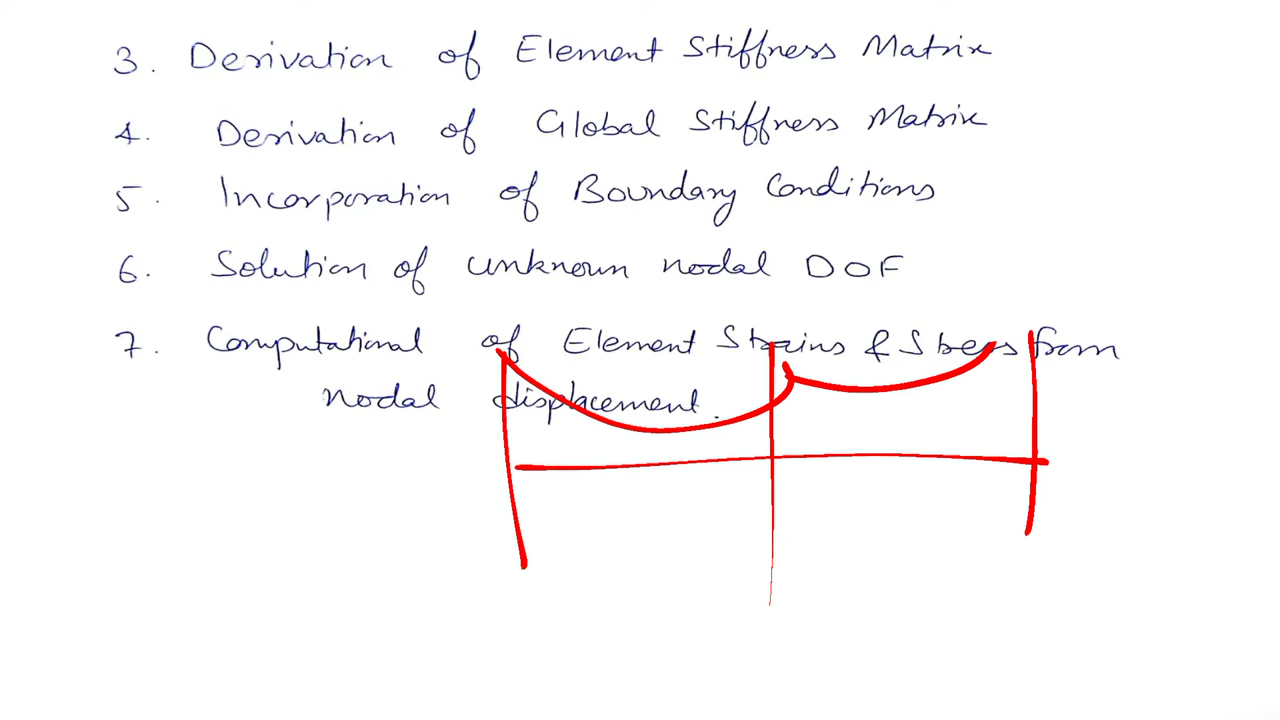 3. Derivation of Element Stiffness Matrix
4. Derivation of Global Stiffness Matrix
5. Incorporation of Boundary Conditions
6. Solution of unknown nodal DOF
7. Computational of Element Strains & Stress from
nodal displacement.